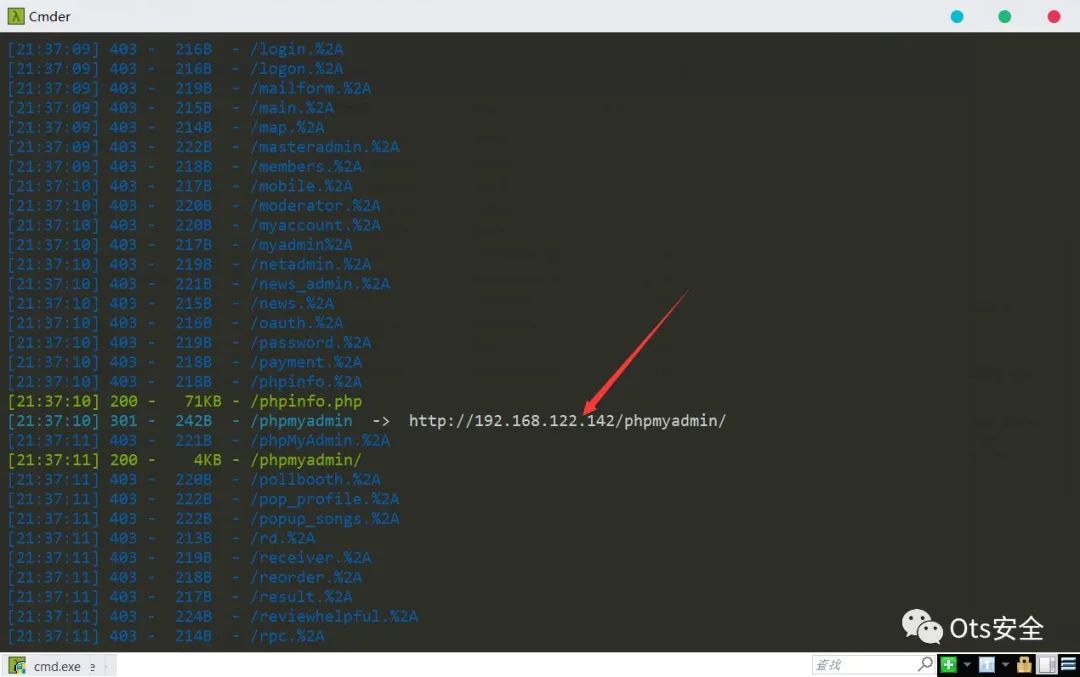 Cmder
[21:37:09] 403 - 216B - /login.%2A
[21:37:09] 403 - 216B - /logon.%2A
[21:37:09] 403 - 219B - /mailform.%2A
[21:37:09] 403 - 215B - /main.%2A
[21:37:09] 403 - 214B - /map.%2A
[21:37:09] 403 - 222B - /masteradmin.%2A
[21:37:09] 403 - 218B - /members.%2A
[21:37:10] 403 - 217B - /mobile.%2A
[21:37:10] 403 - 220B - /moderator.%2A
[21:37:10] 403 - 220B - /myaccount.%2A
[21:37:10] 403 - 217B - /myadmin%2A
[21:37:10] 403 - 219B - /netadmin.%2A
[21:37:10] 403 - 221B - /news_admin.%2A
[21:37:10] 403 - 215B - /news.%2A
[21:37:10] 403 - 216B - /oauth.%2A
[21:37:10] 403 - 219B - /password.%2A
[21:37:10] 403 - 218B - /payment.%2A
[21:37:10] 403 - 218B - /phpinfo.%2A
[21:37:10] 200 - 71KB - /phpinfo.php
[21:37:10] 301 - 242B - /phpmyadmin -> http://192.168.122.142/phpmyadmin/
[21:37:11] 403 - 221B - /phpMyAdmin.%2A
[21:37:11] 200 - 4KB - /phpmyadmin/
[21:37:11] 403 - 220B - /pollbooth.%2A
[21:37:11] 403 - 222B - /pop_profile.%2A
[21:37:11] 403 - 222B - /popup_songs.%2A
[21:37:11] 403 - 213B - /rd.%2A
[21:37:11] 403 - 219B - /receiver.%2A
[21:37:11] 403 - 218B - /reorder.%2A
[21:37:11] 403 - 217B - /result.%2A
[21:37:11] 403 - 224B - /reviewhelpful.%2A
[21:37:11] 403 - 214B - /rpc.%2A
Ots安全
cmd.exe
查找